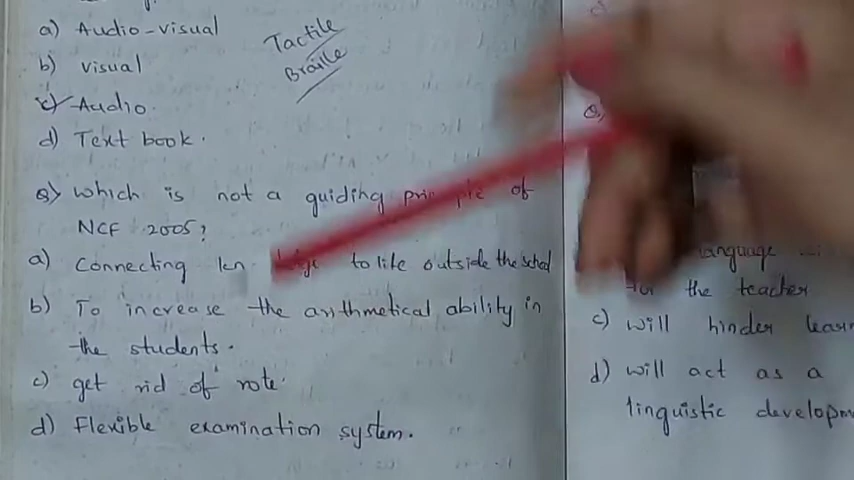 a) Audio-visual
b) visual
c) Audio.
d) Text book.
Tactile
Braille
Q) which is not a guiding of
NCF 2005?
a) Connecting to life outside the school
b) To increase the arithmetical ability in
the students.
c) get rid of rote.
d) Flexible examination system.
Q)
language
for the teacher
c) will hinder
d) will act as a
linguistic